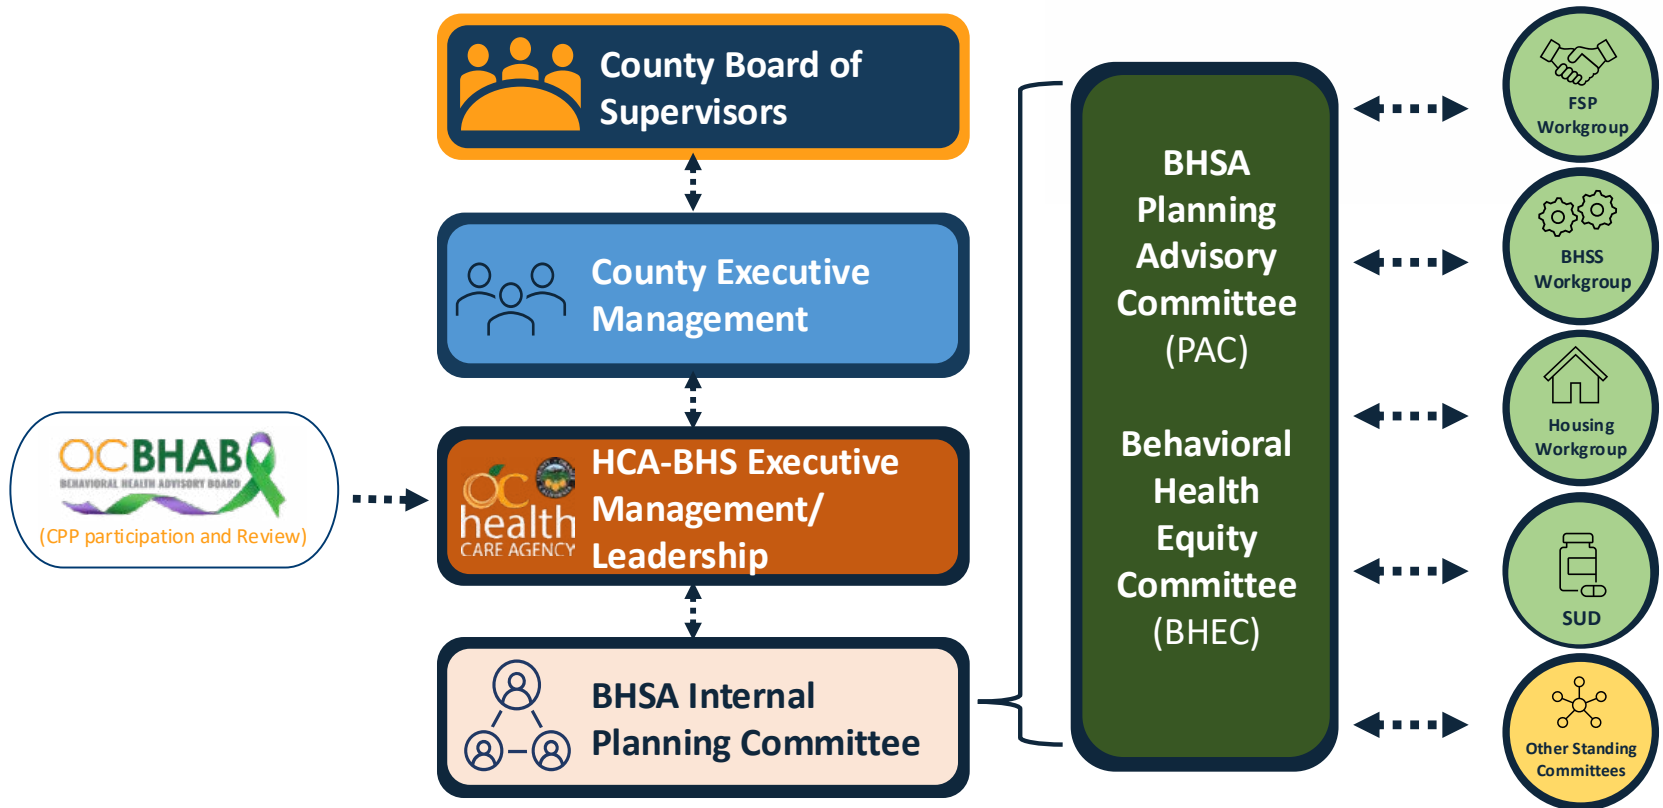 County Board of
Supervisors
County Executive
Management
OCBHAB
BEHAVIORAL HEALTH ADVISORY BOARD
(CPP participation and Review)
OC
health
CARE AGENCY
HCA-BHS Executive
Management/
Leadership
BHSA Internal
Planning Committee
BHSA
Planning
Advisory
Committee
(PAC)
Behavioral
Health
Equity
Committee
(BHEC)
FSP
Workgroup
BHSS
Workgroup
Housing
Workgroup
SUD
Other Standing
Committees